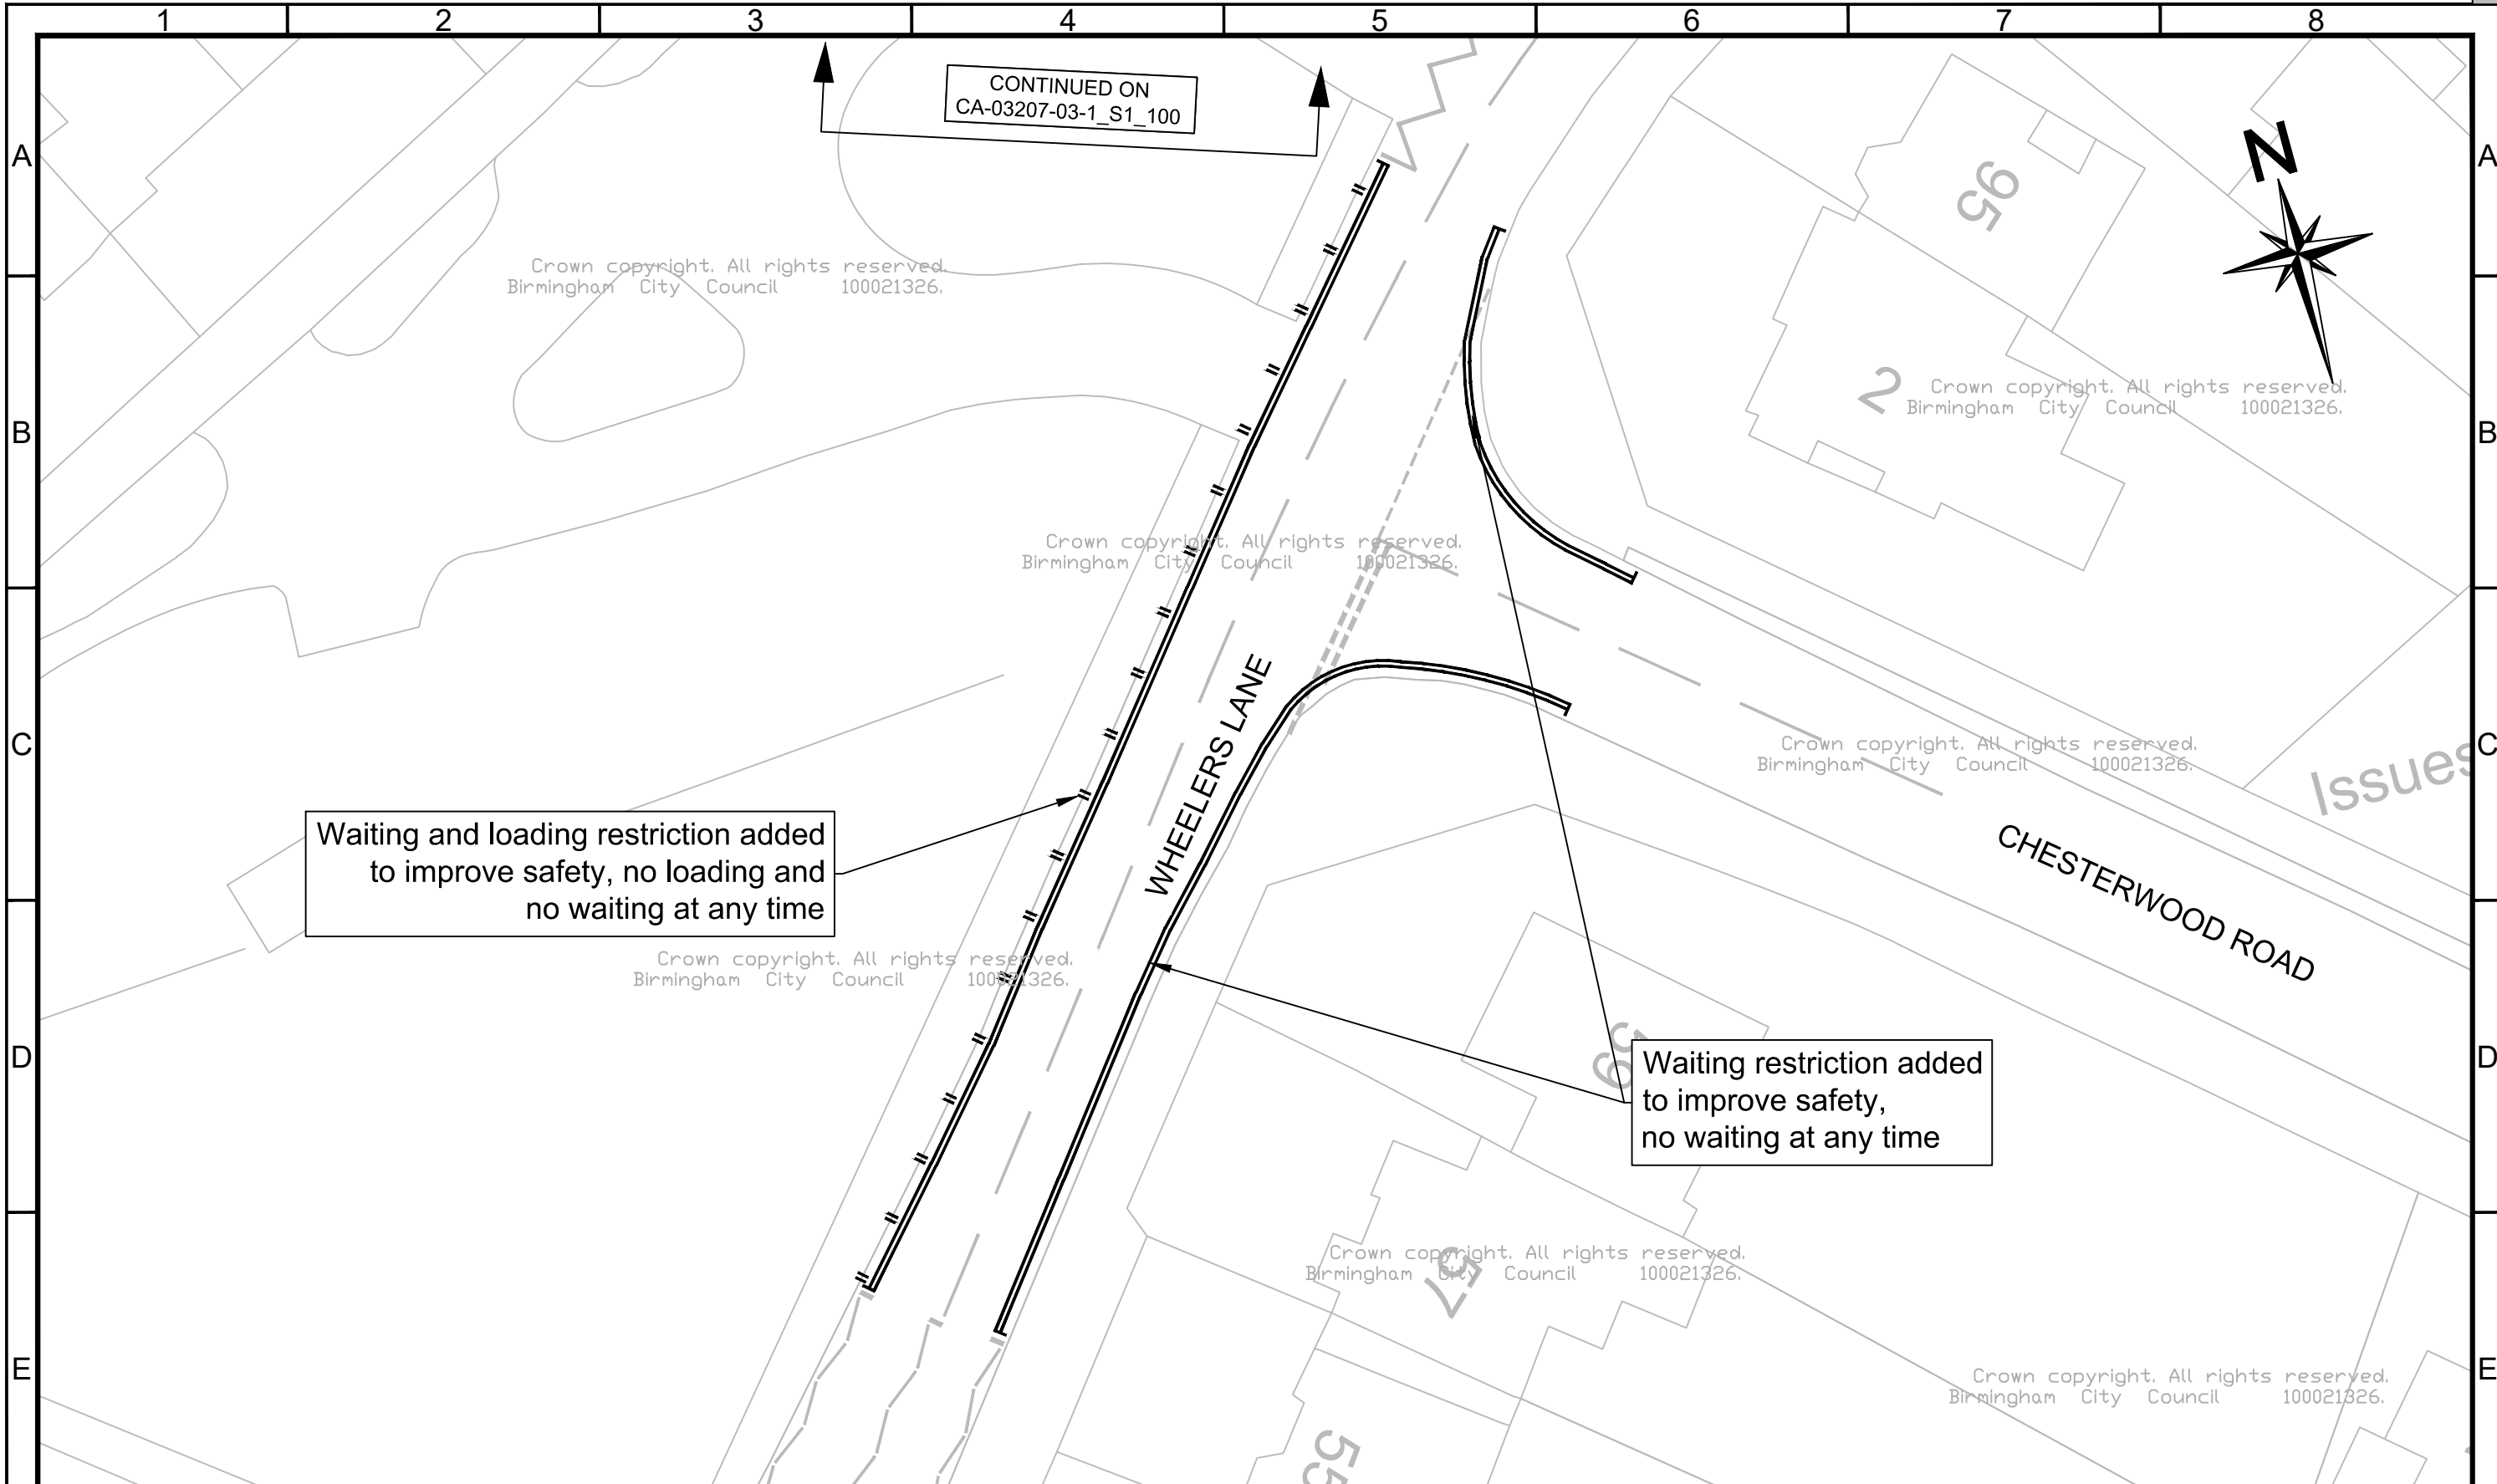 1 2 3 4 5 6 7 8
CONTINUED ON
CA-03207-03-1_S1_100
A
A
N
95
Crown copyright. All rights reserved.
Birmingham City Council 100021326.
2
Crown copyright. All rights reserved.
Birmingham City Council 100021326.
B
B
Crown copyright. All rights reserved.
Birmingham City Council 100021326.
WHEELERS LANE
C
C
Crown copyright. All rights reserved.
Birmingham City Council 100021326.
Issues
Waiting and loading restriction added
to improve safety, no loading and
no waiting at any time
CHESTERWOOD ROAD
Crown copyright. All rights reserved.
Birmingham City Council 100021326.
D
D
Waiting restriction added
to improve safety,
no waiting at any time
Crown copyright. All rights reserved.
Birmingham City Council 100021326.
57
E
E
Crown copyright. All rights reserved.
Birmingham City Council 100021326.
55